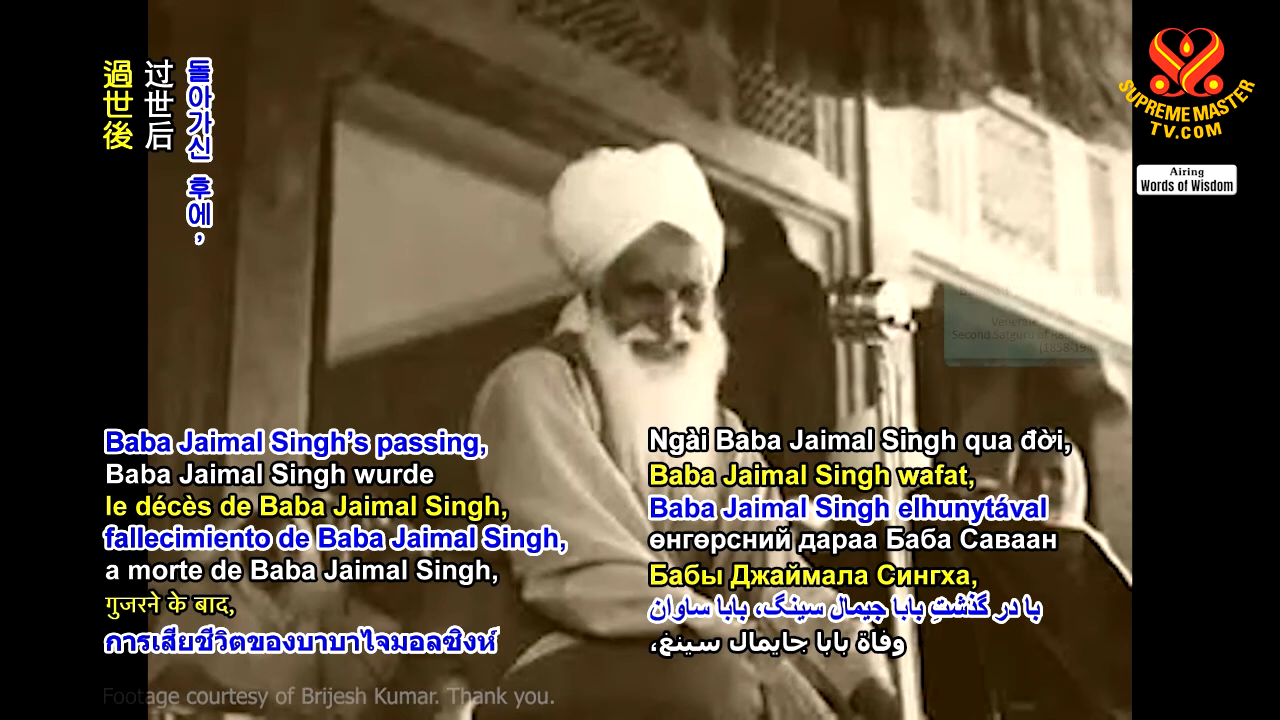 過世後
过世后
돌아가신 후에,
SUPREME MASTER
TV.COM
Airing
Words of Wisdom
Second Satguru of
(1858-19
Baba Jaimal Singh's passing,
Baba Jaimal Singh wurde
le décès de Baba Jaimal Singh,
fallecimiento de Baba Jaimal Singh,
a morte de Baba Jaimal Singh,
गुजरने के बाद,
การเสียชีวิตของบาบาไจมอลซิงห์
Ngài Baba Jaimal Singh qua đời,
Baba Jaimal Singh wafat,
Baba Jaimal Singh elhunytával
өнгөрсний дараа Баба Саваан
Бабы Джаймала Сингха,
با در گذشتِ بابا جیمال سینگ، بابا ساوان
وفاة بابا جايمال سينغ،
Footage courtesy of Brijesh Kumar. Thank you.